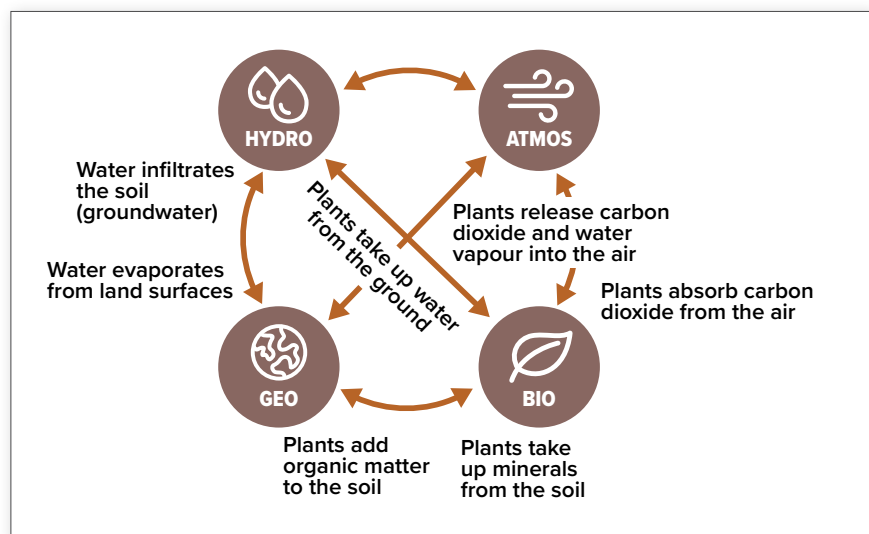 HYDRO
ATMOS
Water infiltrates
the soil
(groundwater)
Plants take up water
from the ground
Plants release carbon
dioxide and water
vapour into the air
Water evaporates
from land surfaces
Plants absorb carbon
dioxide from the air
GEO
BIO
Plants add
organic matter
to the soil
Plants take
up minerals
from the soil